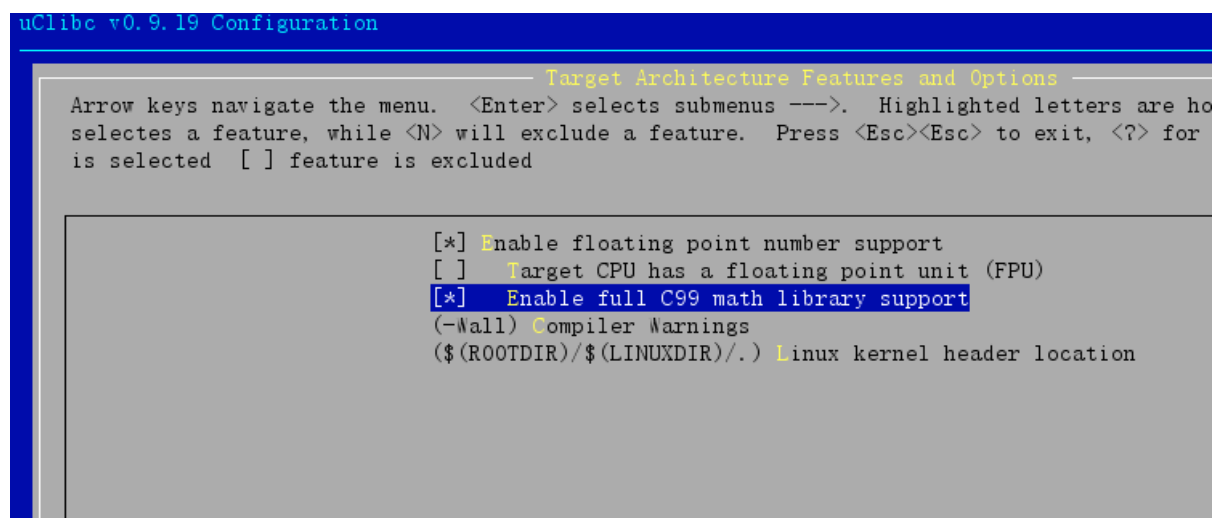 uClibc v0.9.19 Configuration
Target Architecture Features and Options
Arrow keys navigate the menu. <Enter> selects submenus --->. Highlighted letters are ho
selectes a feature, while <N> will exclude a feature. Press <Esc><Esc> to exit, <?> for
is selected [ ] feature is excluded
[*] Enable floating point number support
[ ] Target CPU has a floating point unit (FPU)
[*] Enable full C99 math library support
(-Wall) Compiler Warnings
($(ROOTDIR)/$(LINUXDIR)/.) Linux kernel header location